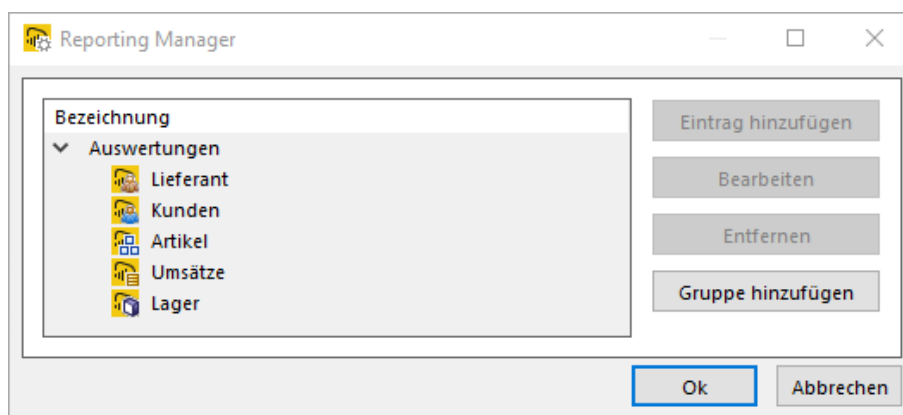 Reporting Manager
Bezeichnung
Auswertungen
Lieferant
Kunden
Artikel
Umsätze
Lager
Eintrag hinzufügen
Bearbeiten
Entfernen
Gruppe hinzufügen
Ok
Abbrechen